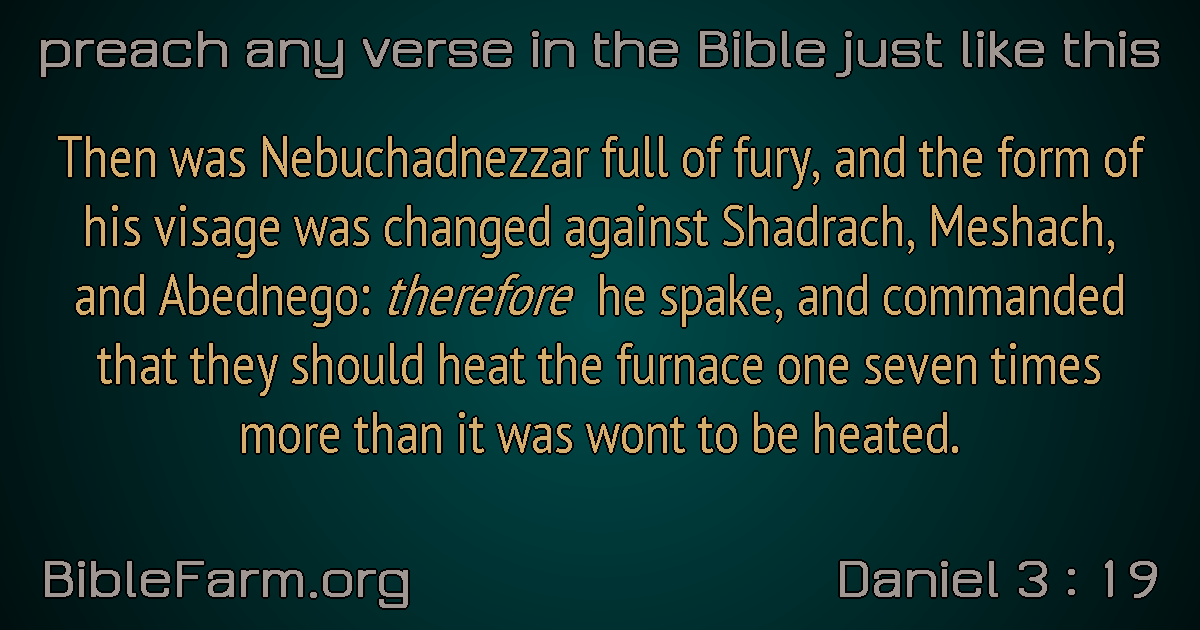 preach any verse in the Bible just like this
Then was Nebuchadnezzar full of fury, and the form of
his visage was changed against Shadrach, Meshach,
and Abednego: therefore he spake, and commanded
that they should heat the furnace one seven times
more than it was wont to be heated.
BibleFarm.org
Daniel 3 : 19